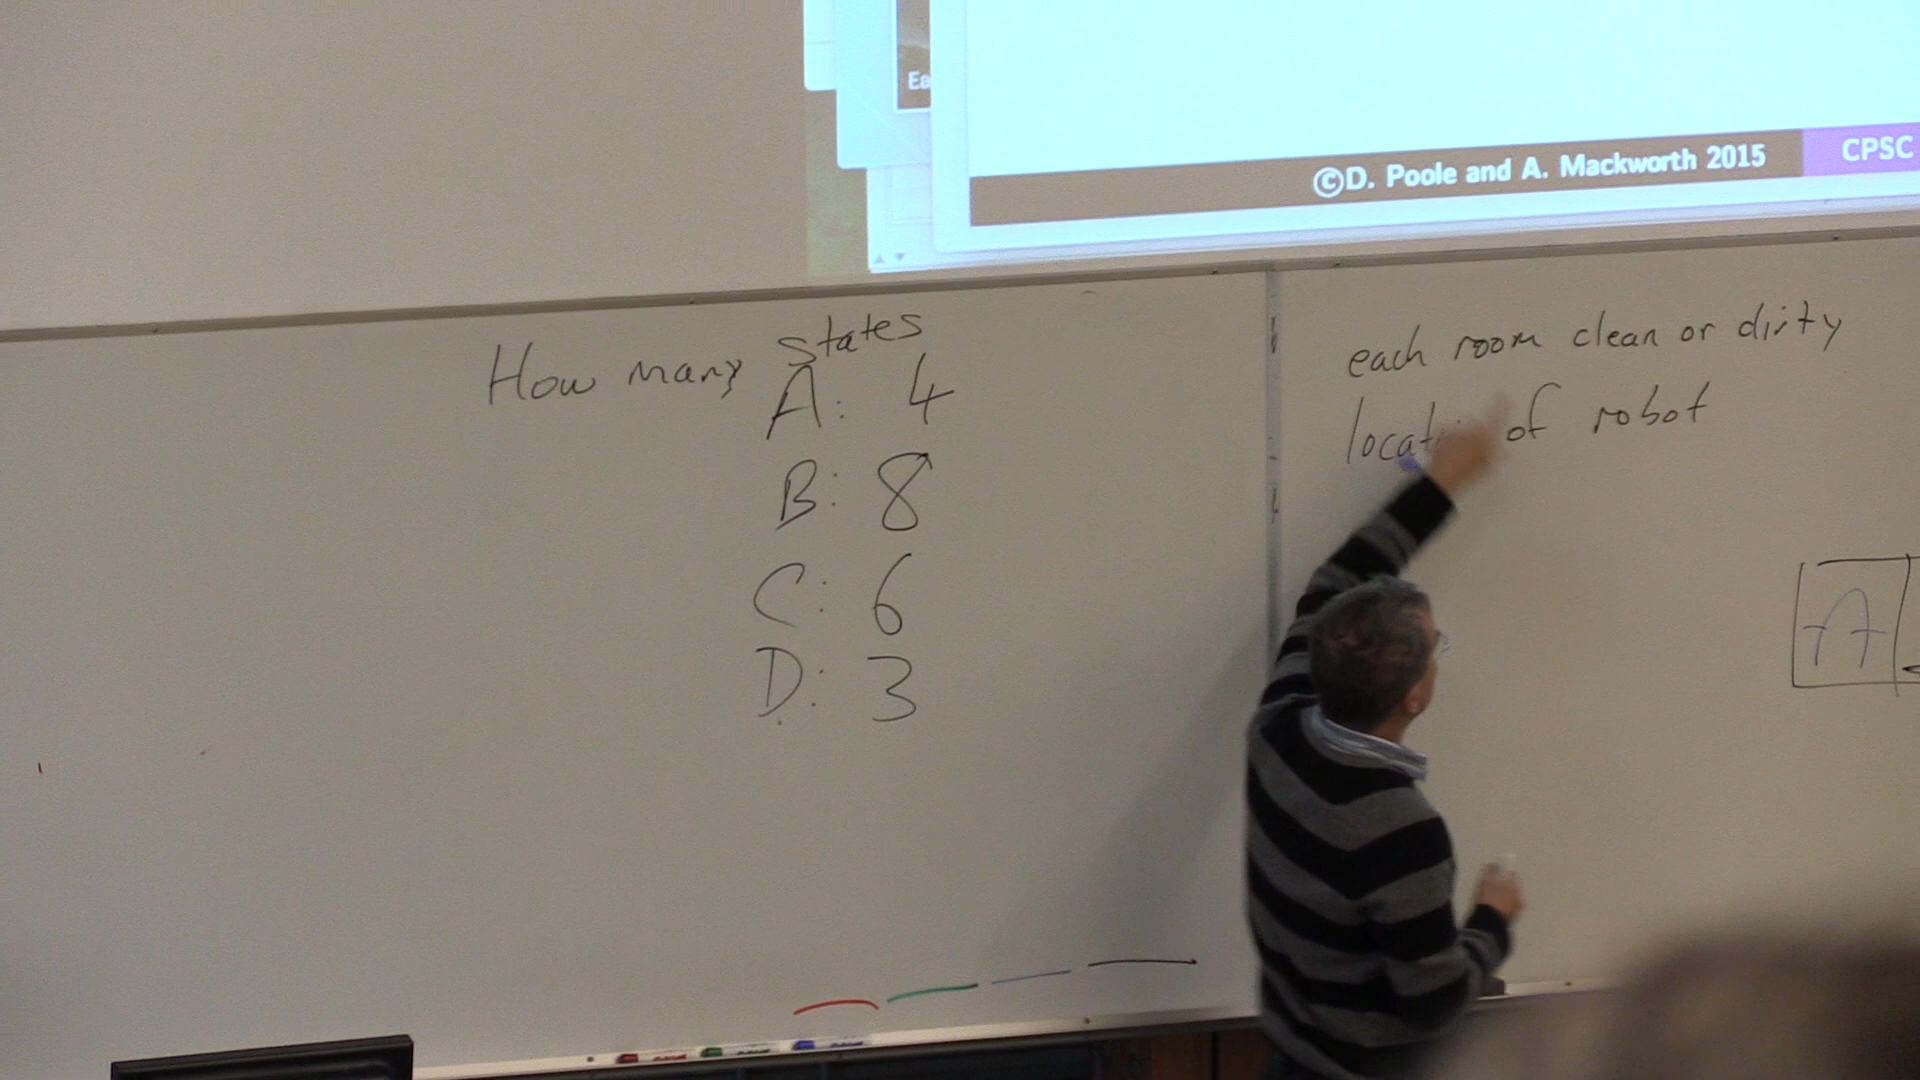 Ea
©D. Poole and A. Mackworth 2015 CPSC
How many states
A: 4
B: 8
C: 6
D: 3
each room clean or dirty
of robot